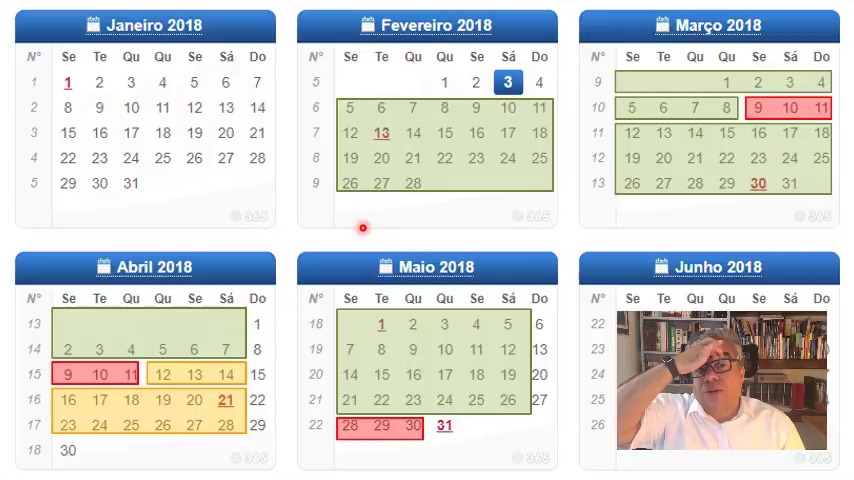 Janeiro 2018
N° Se Te Qu Qu Se Sá Do
1 1 2 3 4 5 6 7
2 8 9 10 11 12 13 14
3 15 16 17 18 19 20 21
4 22 23 24 25 26 27 28
5 29 30 31
© 365
Fevereiro 2018
N° Se Te Qu Qu Se Sá Do
5 1 2 3 4
6 5 6 7 8 9 10 11
7 12 13 14 15 16 17 18
8 19 20 21 22 23 24 25
9 26 27 28
© 365
Março 2018
N° Se Te Qu Qu Se Sá Do
9 1 2 3 4
10 5 6 7 8 9 10 11
11 12 13 14 15 16 17 18
12 19 20 21 22 23 24 25
13 26 27 28 29 30 31
© 365
Abril 2018
N° Se Te Qu Qu Se Sá Do
13 1
14 2 3 4 5 6 7 8
15 9 10 11 12 13 14 15
16 16 17 18 19 20 21 22
17 23 24 25 26 27 28 29
18 30
© 365
Maio 2018
N° Se Te Qu Qu Se Sá Do
18 1 2 3 4 5 6
19 7 8 9 10 11 12 13
20 14 15 16 17 18 19 20
21 21 22 23 24 25 26 27
22 28 29 30 31
© 365
Junho 2018
N° Se Te Qu Qu Se Sá Do
22
23
24
25
26
© 365